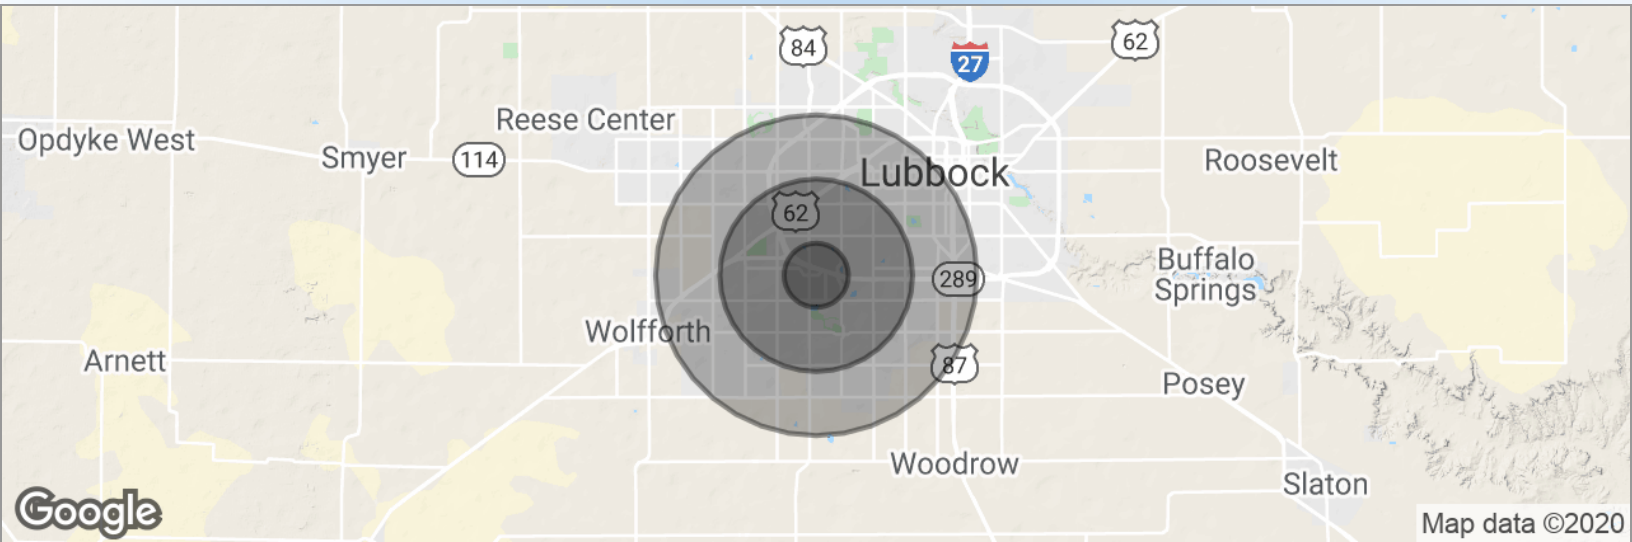 84
62
27
Reese Center
Opdyke West
Smyer
114
Lubbock
Roosevelt
62
Buffalo
Springs
289
Wolfforth
Arnett
87
Posey
Woodrow
Slaton
Google
Map data ©2020